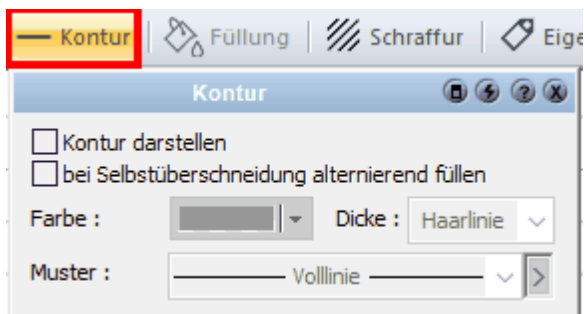 Kontur Füllung Schraffur Eige
Kontur
Kontur darstellen
bei Selbstüberschneidung alternierend füllen
Farbe : Dicke : Haarlinie
Muster : Volllinie